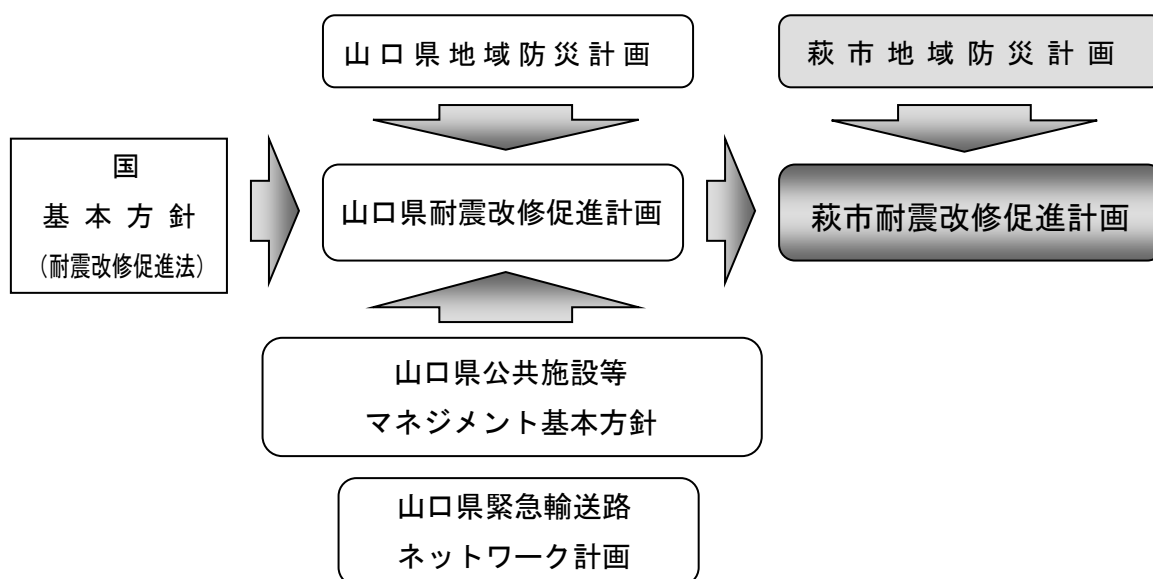 山口県地域防災計画
萩市地域防災計画
国
基本方針
（耐震改修促進法）
山口県耐震改修促進計画
萩市耐震改修促進計画
山口県公共施設等
マネジメント基本方針
山口県緊急輸送路
ネットワーク計画